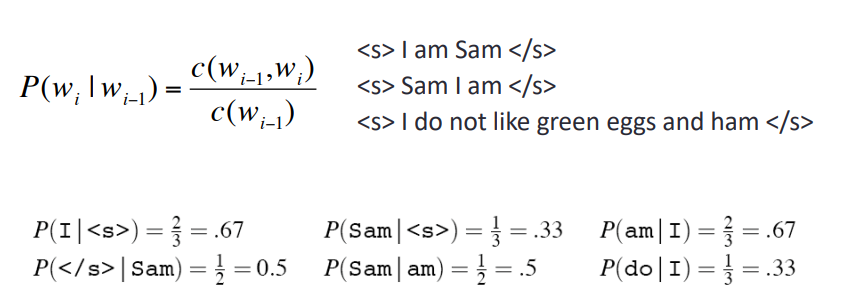 P(w_i | w_{i-1}) = c(w_{i-1}, w_i) / c(w_{i-1})
<s> I am Sam </s>
<s> Sam I am </s>
<s> I do not like green eggs and ham </s>
P(I|<s>) = 2/3 = .67 P(Sam|<s>) = 1/3 = .33 P(am|I) = 2/3 = .67
P(</s>|Sam) = 1/2 = 0.5 P(Sam|am) = 1/2 = .5 P(do|I) = 1/3 = .33